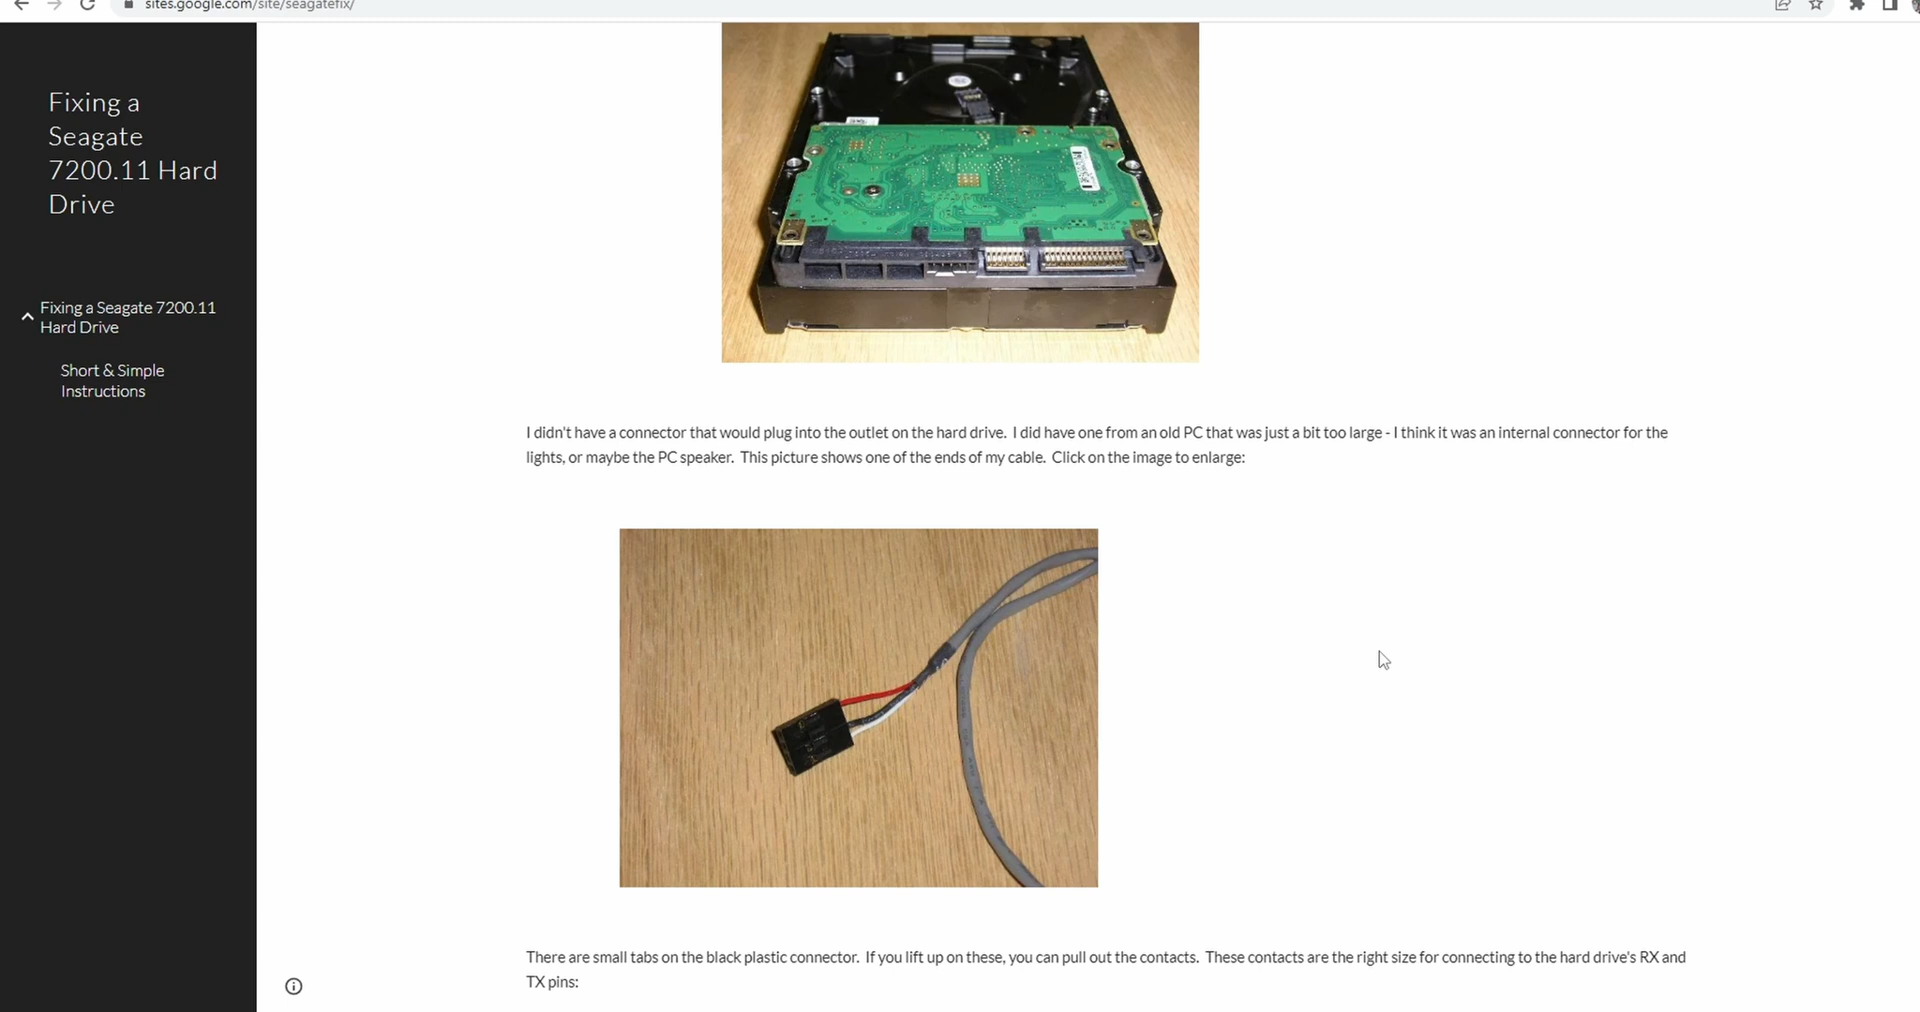 sites.google.com/site/seagatefix/
Fixing a
Seagate
7200.11 Hard
Drive
Fixing a Seagate 7200.11
Hard Drive
Short & Simple
Instructions
I didn't have a connector that would plug into the outlet on the hard drive. I did have one from an old PC that was just a bit too large - I think it was an internal connector for the
lights, or maybe the PC speaker. This picture shows one of the ends of my cable. Click on the image to enlarge:
There are small tabs on the black plastic connector. If you lift up on these, you can pull out the contacts. These contacts are the right size for connecting to the hard drive's RX and
TX pins: